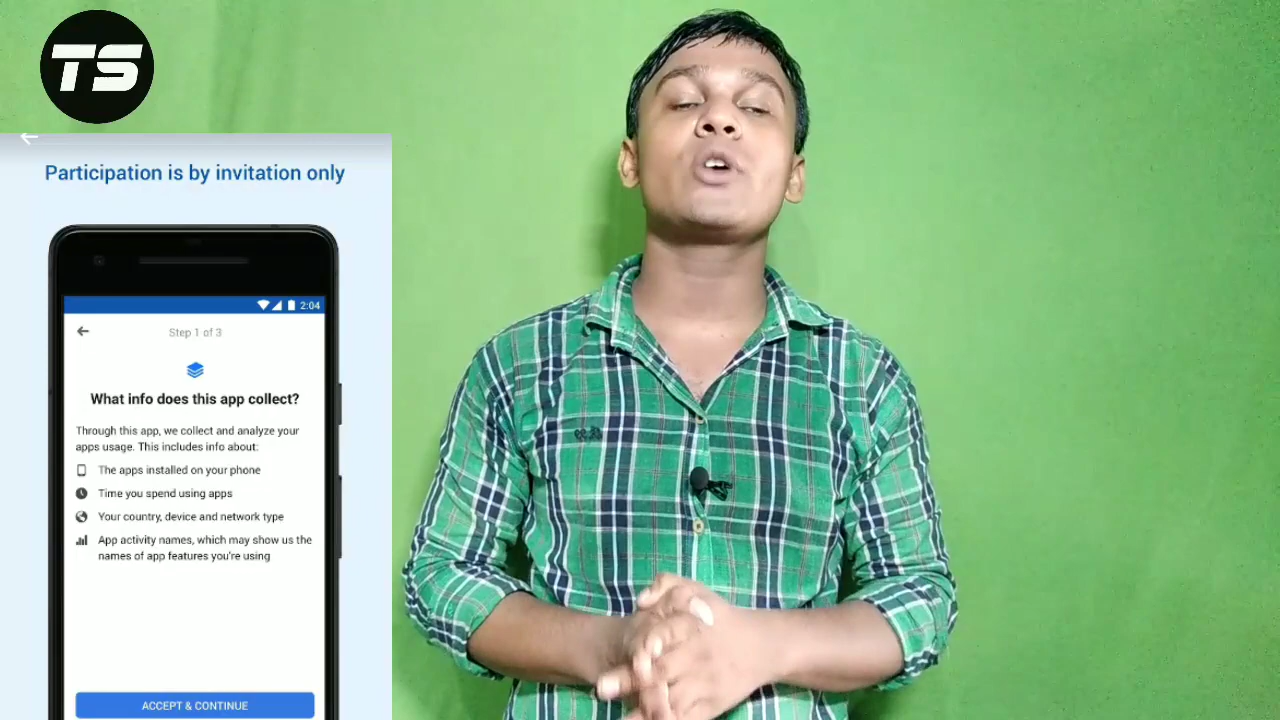 TS
Participation is by invitation only
2:04
Step 1 of 3
What info does this app collect?
Through this app, we collect and analyze your
apps usage. This includes info about:
The apps installed on your phone
Time you spend using apps
Your country, device and network type
App activity names, which may show us the
names of app features you're using
ACCEPT & CONTINUE